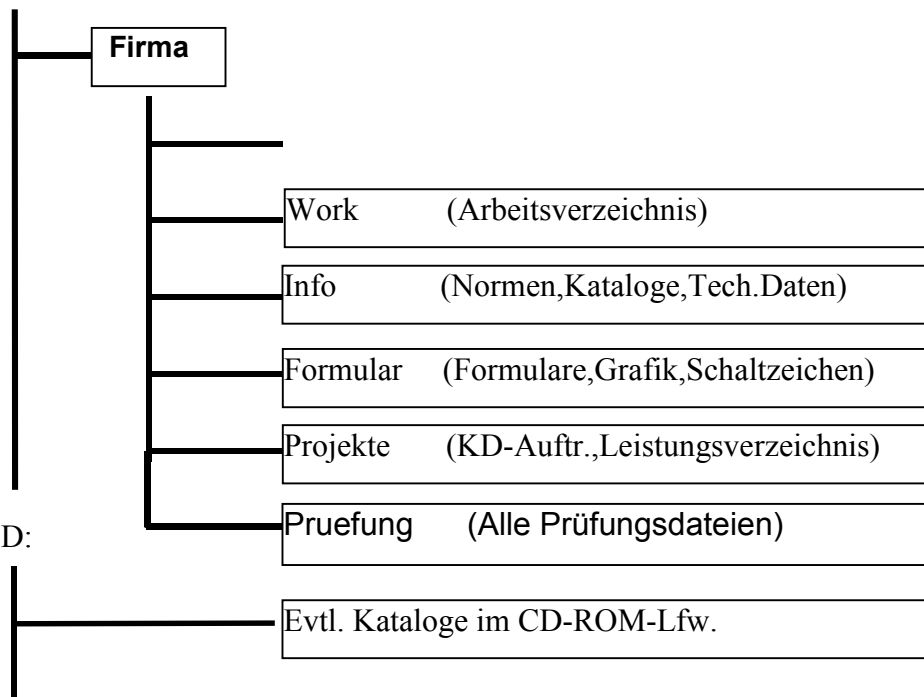 Firma
Work (Arbeitsverzeichnis)
Info (Normen,Kataloge,Tech.Daten)
Formular (Formulare,Grafik,Schaltzeichen)
Projekte (KD-Auftr.,Leistungsverzeichnis)
Pruefung (Alle Prüfungsdateien)
D:
Evtl. Kataloge im CD-ROM-Lfw.